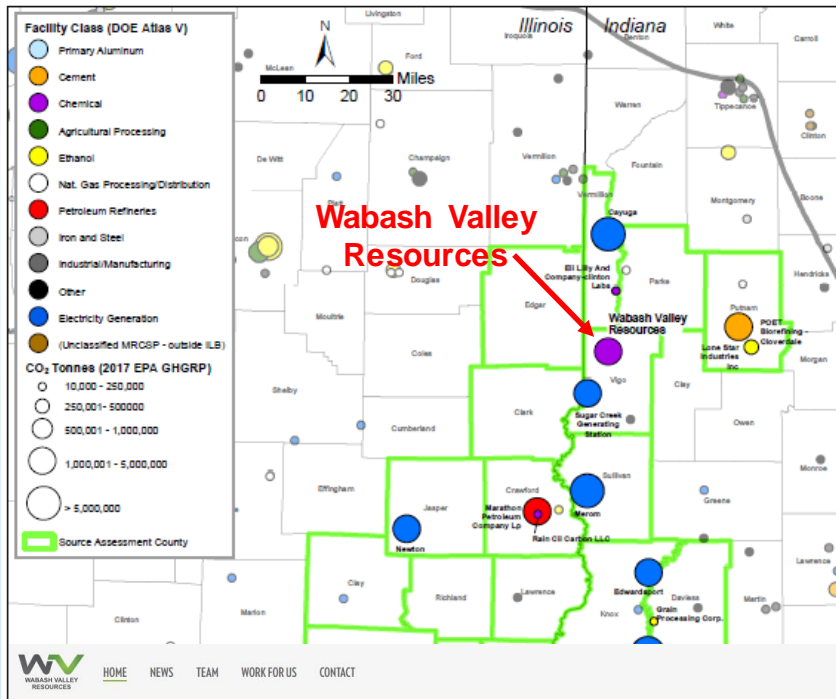 Facility Class (DOE Atlas V)
Primary Aluminum
Cement
Chemical
Agricultural Processing
Ethanol
Nat. Gas Processing/Distribution
Petroleum Refineries
Iron and Steel
Industrial/Manufacturing
Other
Electricity Generation
(Unclassified MRCSP - outside ILB)
CO₂ Tonnes (2017 EPA GHGRP)
10,000 - 250,000
250,001 - 500000
500,001 - 1,000,000
1,000,001 - 5,000,000
> 5,000,000
Source Assessment County
N
Miles
0 10 20 30
Illinois
Indiana
Livingston
Iroquois
Benton
White
Carroll
McLean
Ford
Warren
Tippecanoe
Clinton
De Witt
Champaign
Vermilion
Fountain
Vermillion
Montgomery
Boone
Piatt
Cayuga
Wabash Valley
Resources
Eli Lilly And
Company-clinton
Labs
Parke
Hendricks
Douglas
Edgar
Putnam
Moultrie
Wabash Valley
Resources
POET
Biorefining -
Cloverdale
Lone Star
Industries
Inc
Morgan
Coles
Vigo
Clay
Shelby
Clark
Sugar Creek
Generating
Station
Owen
Cumberland
Effingham
Jasper
Crawford
Sullivan
Monroe
Marathon
Petroleum
Company Lp
Merom
Greene
Rain CII Carbon LLC
Newton
Lawrence
Edwardsport
Clay
Richland
Lawrence
Knox
Daviess
Martin
Grain
Processing Corp.
Marion
Clinton
WV
WABASH VALLEY
RESOURCES
HOME
NEWS
TEAM
WORK FOR US
CONTACT